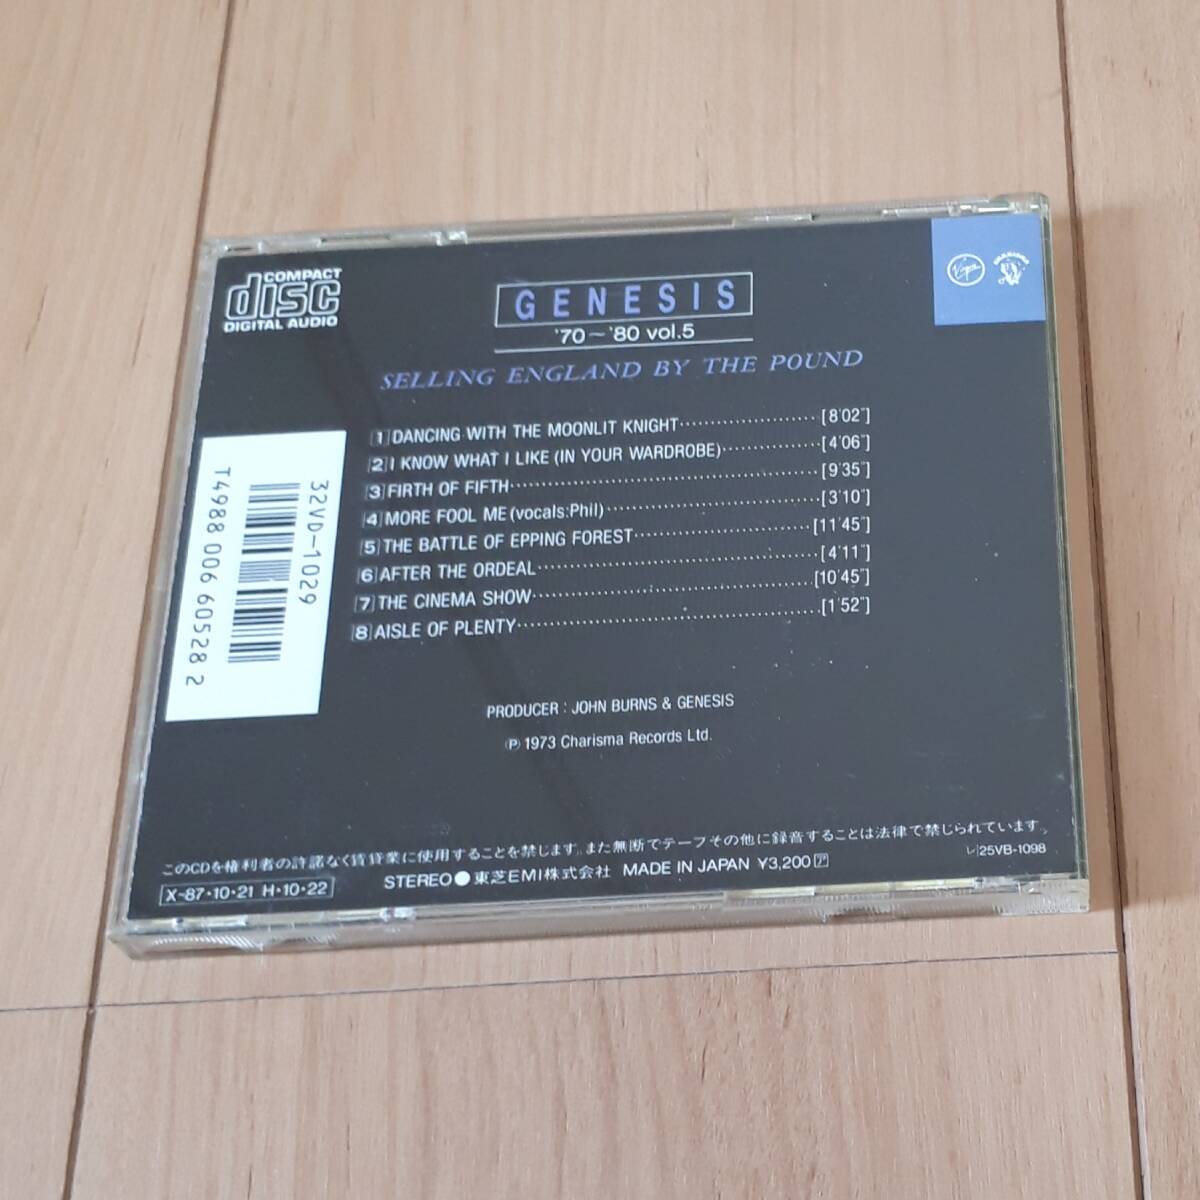 COMPACT
disc
DIGITAL AUDIO
GENESIS
'70～'80 vol.5
SELLING ENGLAND BY THE POUND
Virgin
1 DANCING WITH THE MOONLIT KNIGHT [8'02"]
2 I KNOW WHAT I LIKE (IN YOUR WARDROBE) [4'06"]
3 FIRTH OF FIFTH [9'35"]
4 MORE FOOL ME (vocals:Phil) [3'10"]
5 THE BATTLE OF EPPING FOREST [11'45"]
6 AFTER THE ORDEAL [4'11"]
7 THE CINEMA SHOW [10'45"]
8 AISLE OF PLENTY [1'52"]
32VD-1029
T4988 006 60528 2
PRODUCER : JOHN BURNS & GENESIS
Ⓟ 1973 Charisma Records Ltd.
このCDを権利者の許諾なく賃貸業に使用することを禁じます。また無断でテープその他に録音することは法律で禁じられています。
X-87・10・21 H・10・22
STEREO●東芝EMI株式会社 MADE IN JAPAN ¥3,200 ア
レ 25VB-1098